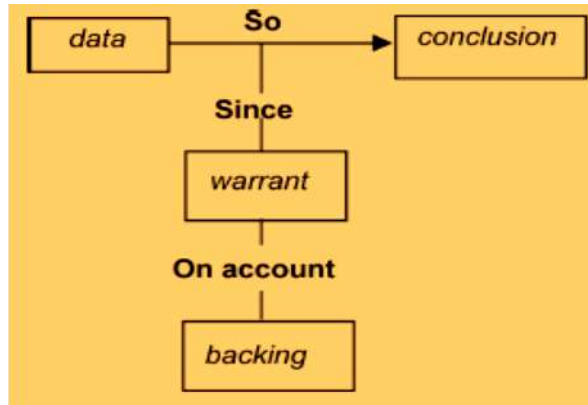 So
data
conclusion
Since
warrant
On account
backing